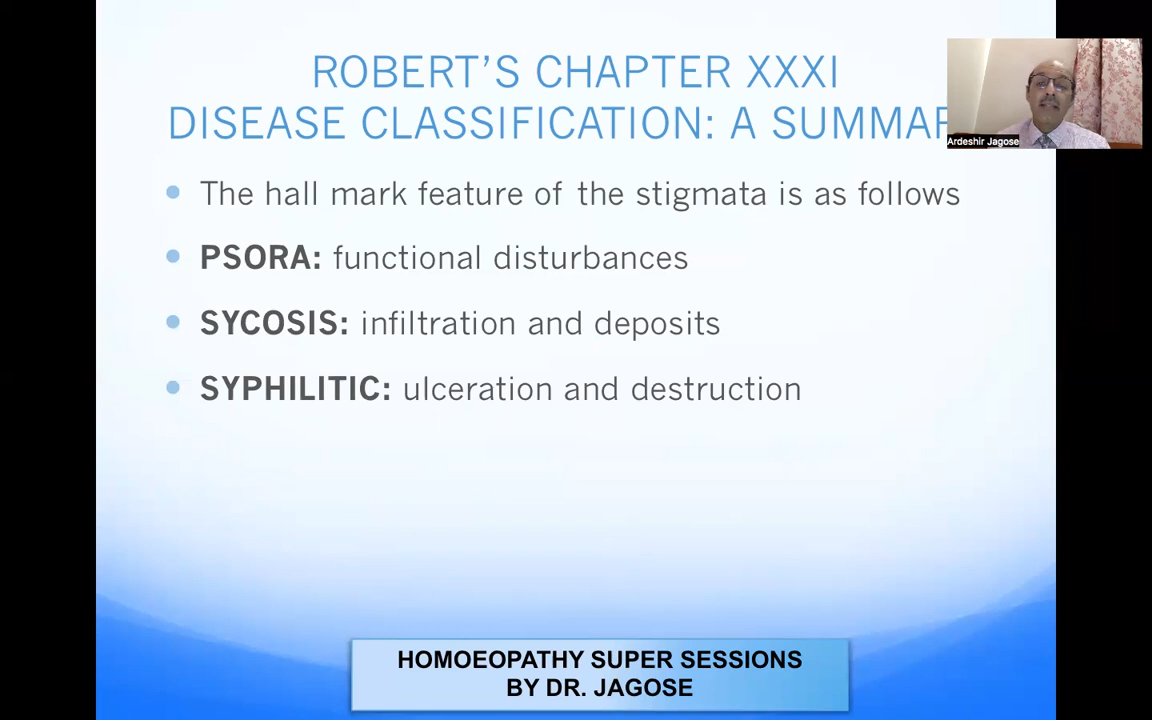 ROBERT'S CHAPTER XXXI
DISEASE CLASSIFICATION: A SUMMAR
Ardeshir Jagose
The hall mark feature of the stigmata is as follows
PSORA: functional disturbances
SYCOSIS: infiltration and deposits
SYPHILITIC: ulceration and destruction
HOMOEOPATHY SUPER SESSIONS
BY DR. JAGOSE